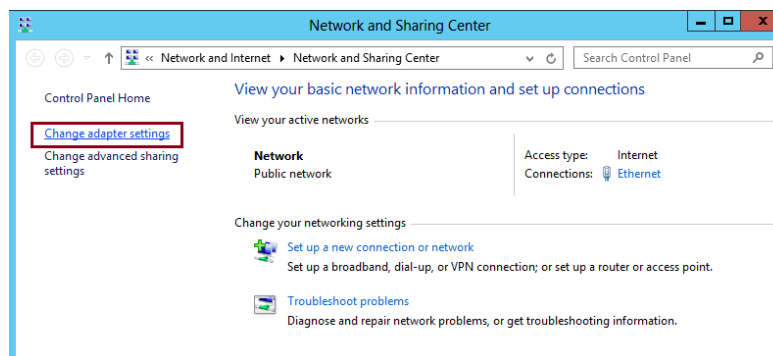 Network and Sharing Center
« Network and Internet Network and Sharing Center
Search Control Panel
Control Panel Home
Change adapter settings
Change advanced sharing
settings
View your basic network information and set up connections
View your active networks
Network
Public network
Access type: Internet
Connections: Ethernet
Change your networking settings
Set up a new connection or network
Set up a broadband, dial-up, or VPN connection; or set up a router or access point.
Troubleshoot problems
Diagnose and repair network problems, or get troubleshooting information.